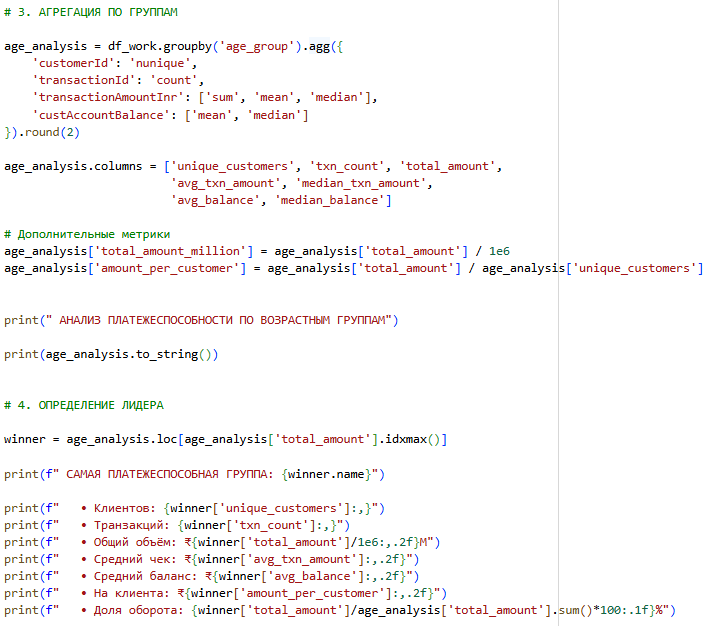 # 3. АГРЕГАЦИЯ ПО ГРУППАМ
age_analysis = df_work.groupby('age_group').agg({
    'customerId': 'nunique',
    'transactionId': 'count',
    'transactionAmountInr': ['sum', 'mean', 'median'],
    'custAccountBalance': ['mean', 'median']
}).round(2)
age_analysis.columns = ['unique_customers', 'txn_count', 'total_amount',
                        'avg_txn_amount', 'median_txn_amount',
                        'avg_balance', 'median_balance']
# Дополнительные метрики
age_analysis['total_amount_million'] = age_analysis['total_amount'] / 1e6
age_analysis['amount_per_customer'] = age_analysis['total_amount'] / age_analysis['unique_customers']
print(" АНАЛИЗ ПЛАТЕЖЕСПОСОБНОСТИ ПО ВОЗРАСТНЫМ ГРУППАМ")
print(age_analysis.to_string())
# 4. ОПРЕДЕЛЕНИЕ ЛИДЕРА
winner = age_analysis.loc[age_analysis['total_amount'].idxmax()]
print(f" САМАЯ ПЛАТЕЖЕСПОСОБНАЯ ГРУППА: {winner.name}")
print(f"   • Клиентов: {winner['unique_customers']:,}")
print(f"   • Транзакций: {winner['txn_count']:,}")
print(f"   • Общий объём: ₹{winner['total_amount']/1e6:,.2f}M")
print(f"   • Средний чек: ₹{winner['avg_txn_amount']:,.2f}")
print(f"   • Средний баланс: ₹{winner['avg_balance']:,.2f}")
print(f"   • На клиента: ₹{winner['amount_per_customer']:,.2f}")
print(f"   • Доля оборота: {winner['total_amount']/age_analysis['total_amount'].sum()*100:.1f}%")